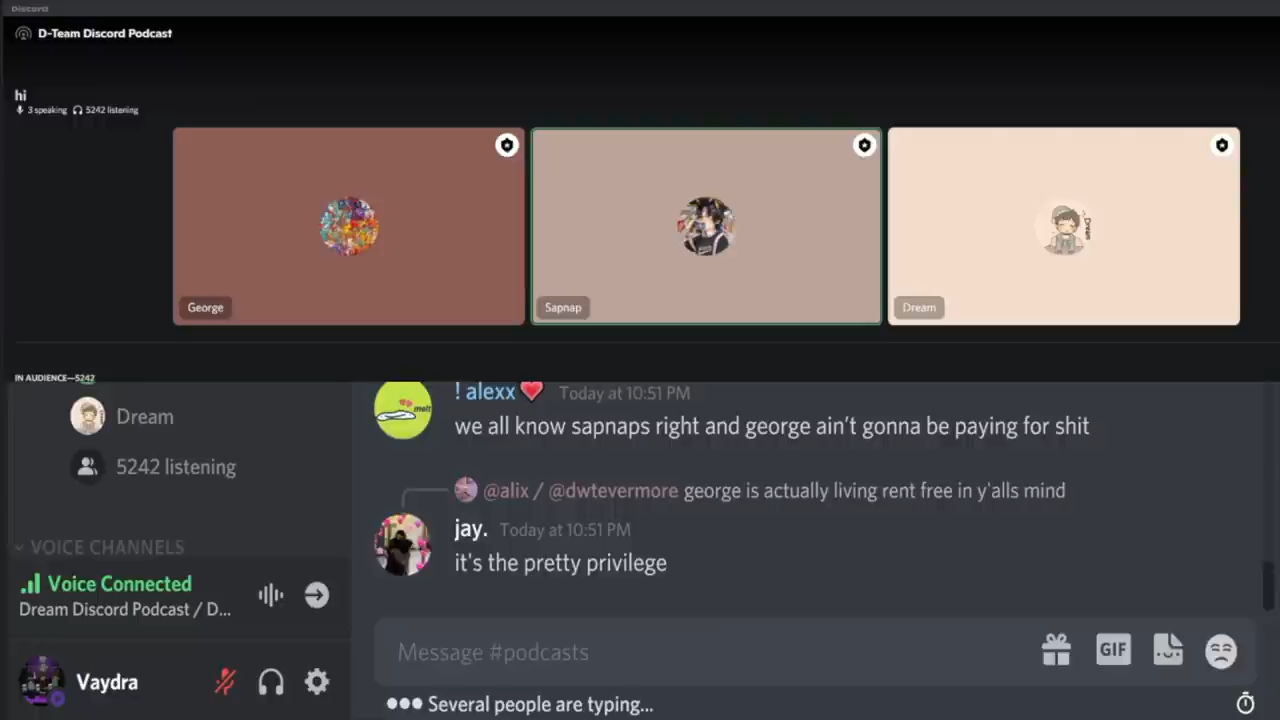 Discord
D-Team Discord Podcast
hi
3 speaking 5242 listening
George
Sapnap
Dream
Dream
IN AUDIENCE—5242
! alexx Today at 10:51 PM
melt
Dream
we all know sapnaps right and george ain't gonna be paying for shit
5242 listening
@alix / @dwtevermore george is actually living rent free in y'alls mind
jay. Today at 10:51 PM
VOICE CHANNELS
it's the pretty privilege
Voice Connected
Dream Discord Podcast / D...
Message #podcasts
GIF
Vaydra
Several people are typing...